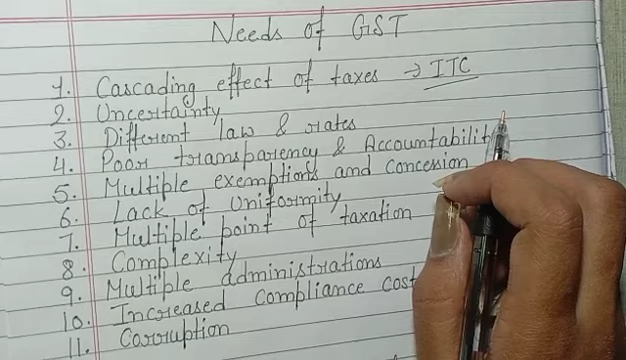 Needs of GST
1. Cascading effect of taxes → ITC
2. Uncertainty
3. Different law & rates
4. Poor transparency & Accountabilit
5. Multiple exemptions and concession
6. Lack of Uniformity
7. Multiple point of taxation
8. Complexity
9. Multiple administrations
10. Increased compliance cost
11. Corruption